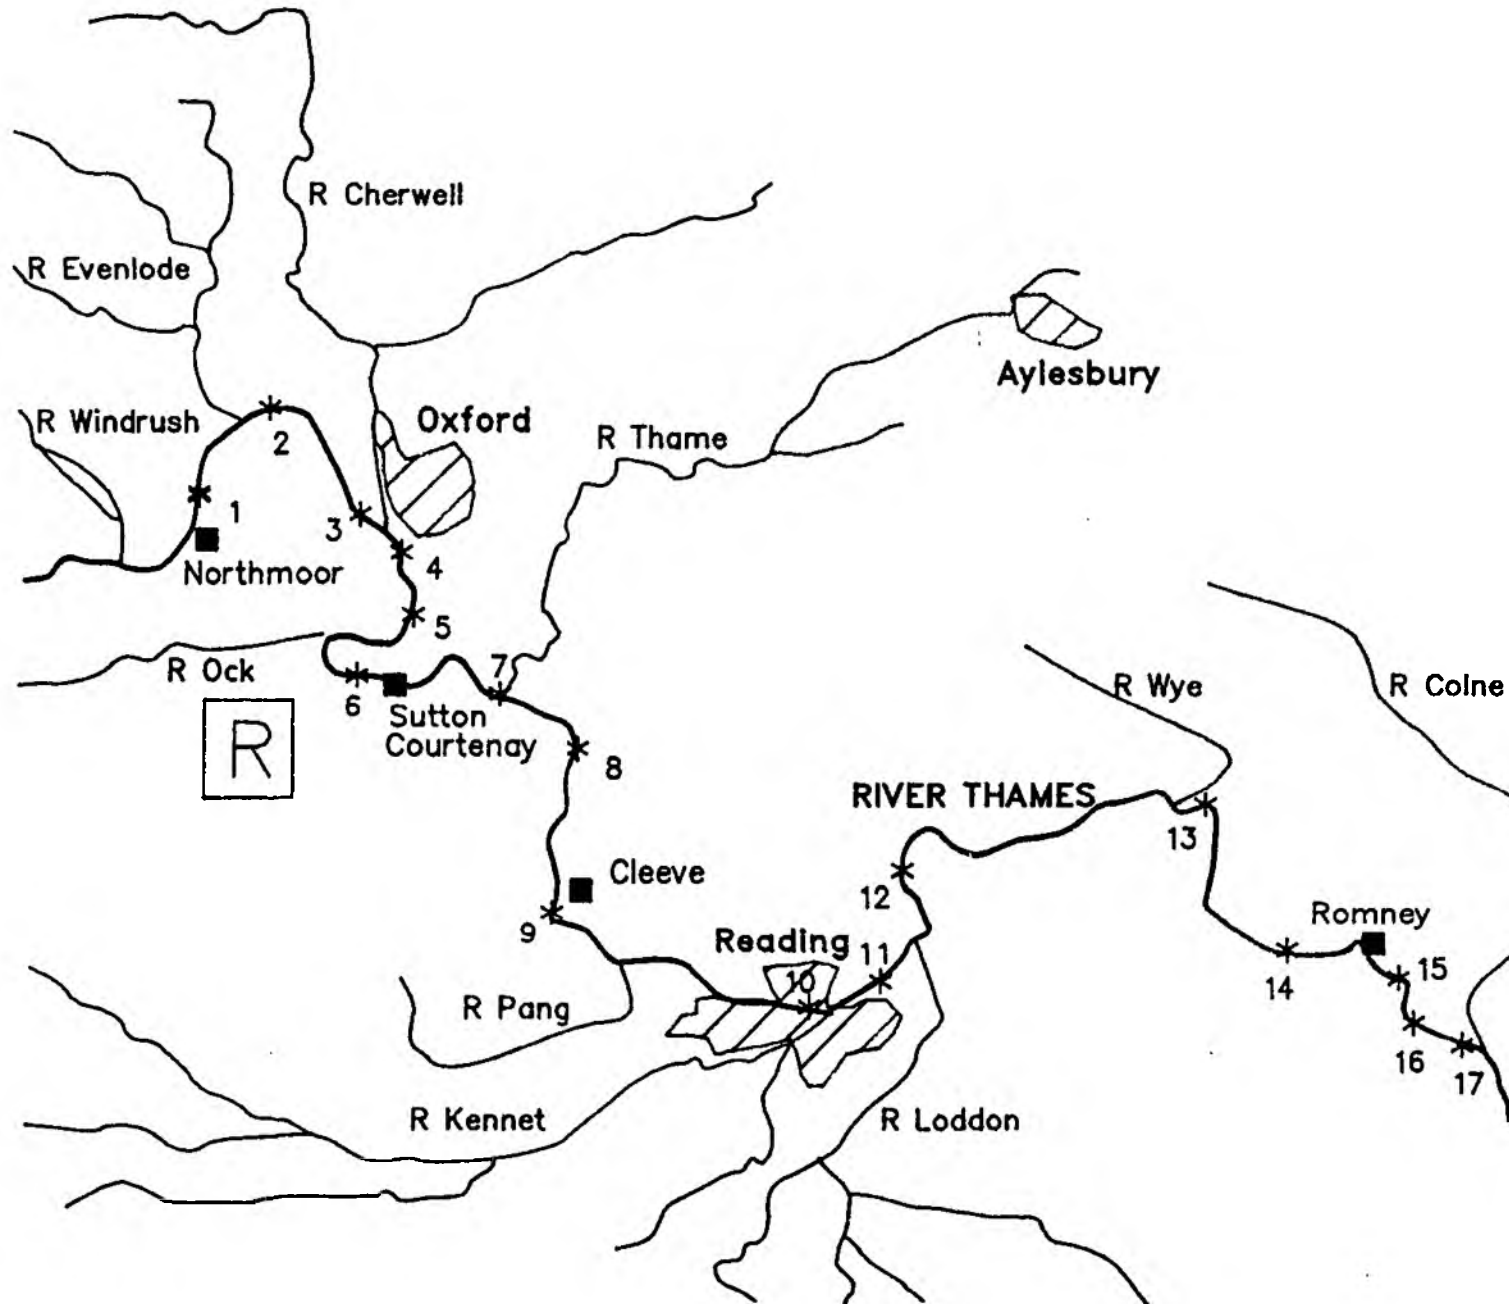 R Cherwell
R Evenlode
Aylesbury
R Windrush
2
Oxford
R Thame
1
3
4
Northmoor
5
R Ock
7
6
R Wye
R Colne
Sutton
Courtenay
R
8
RIVER THAMES
13
Cleeve
12
9
Romney
Reading
11
10
14
15
R Pang
16
17
R Kennet
R Loddon